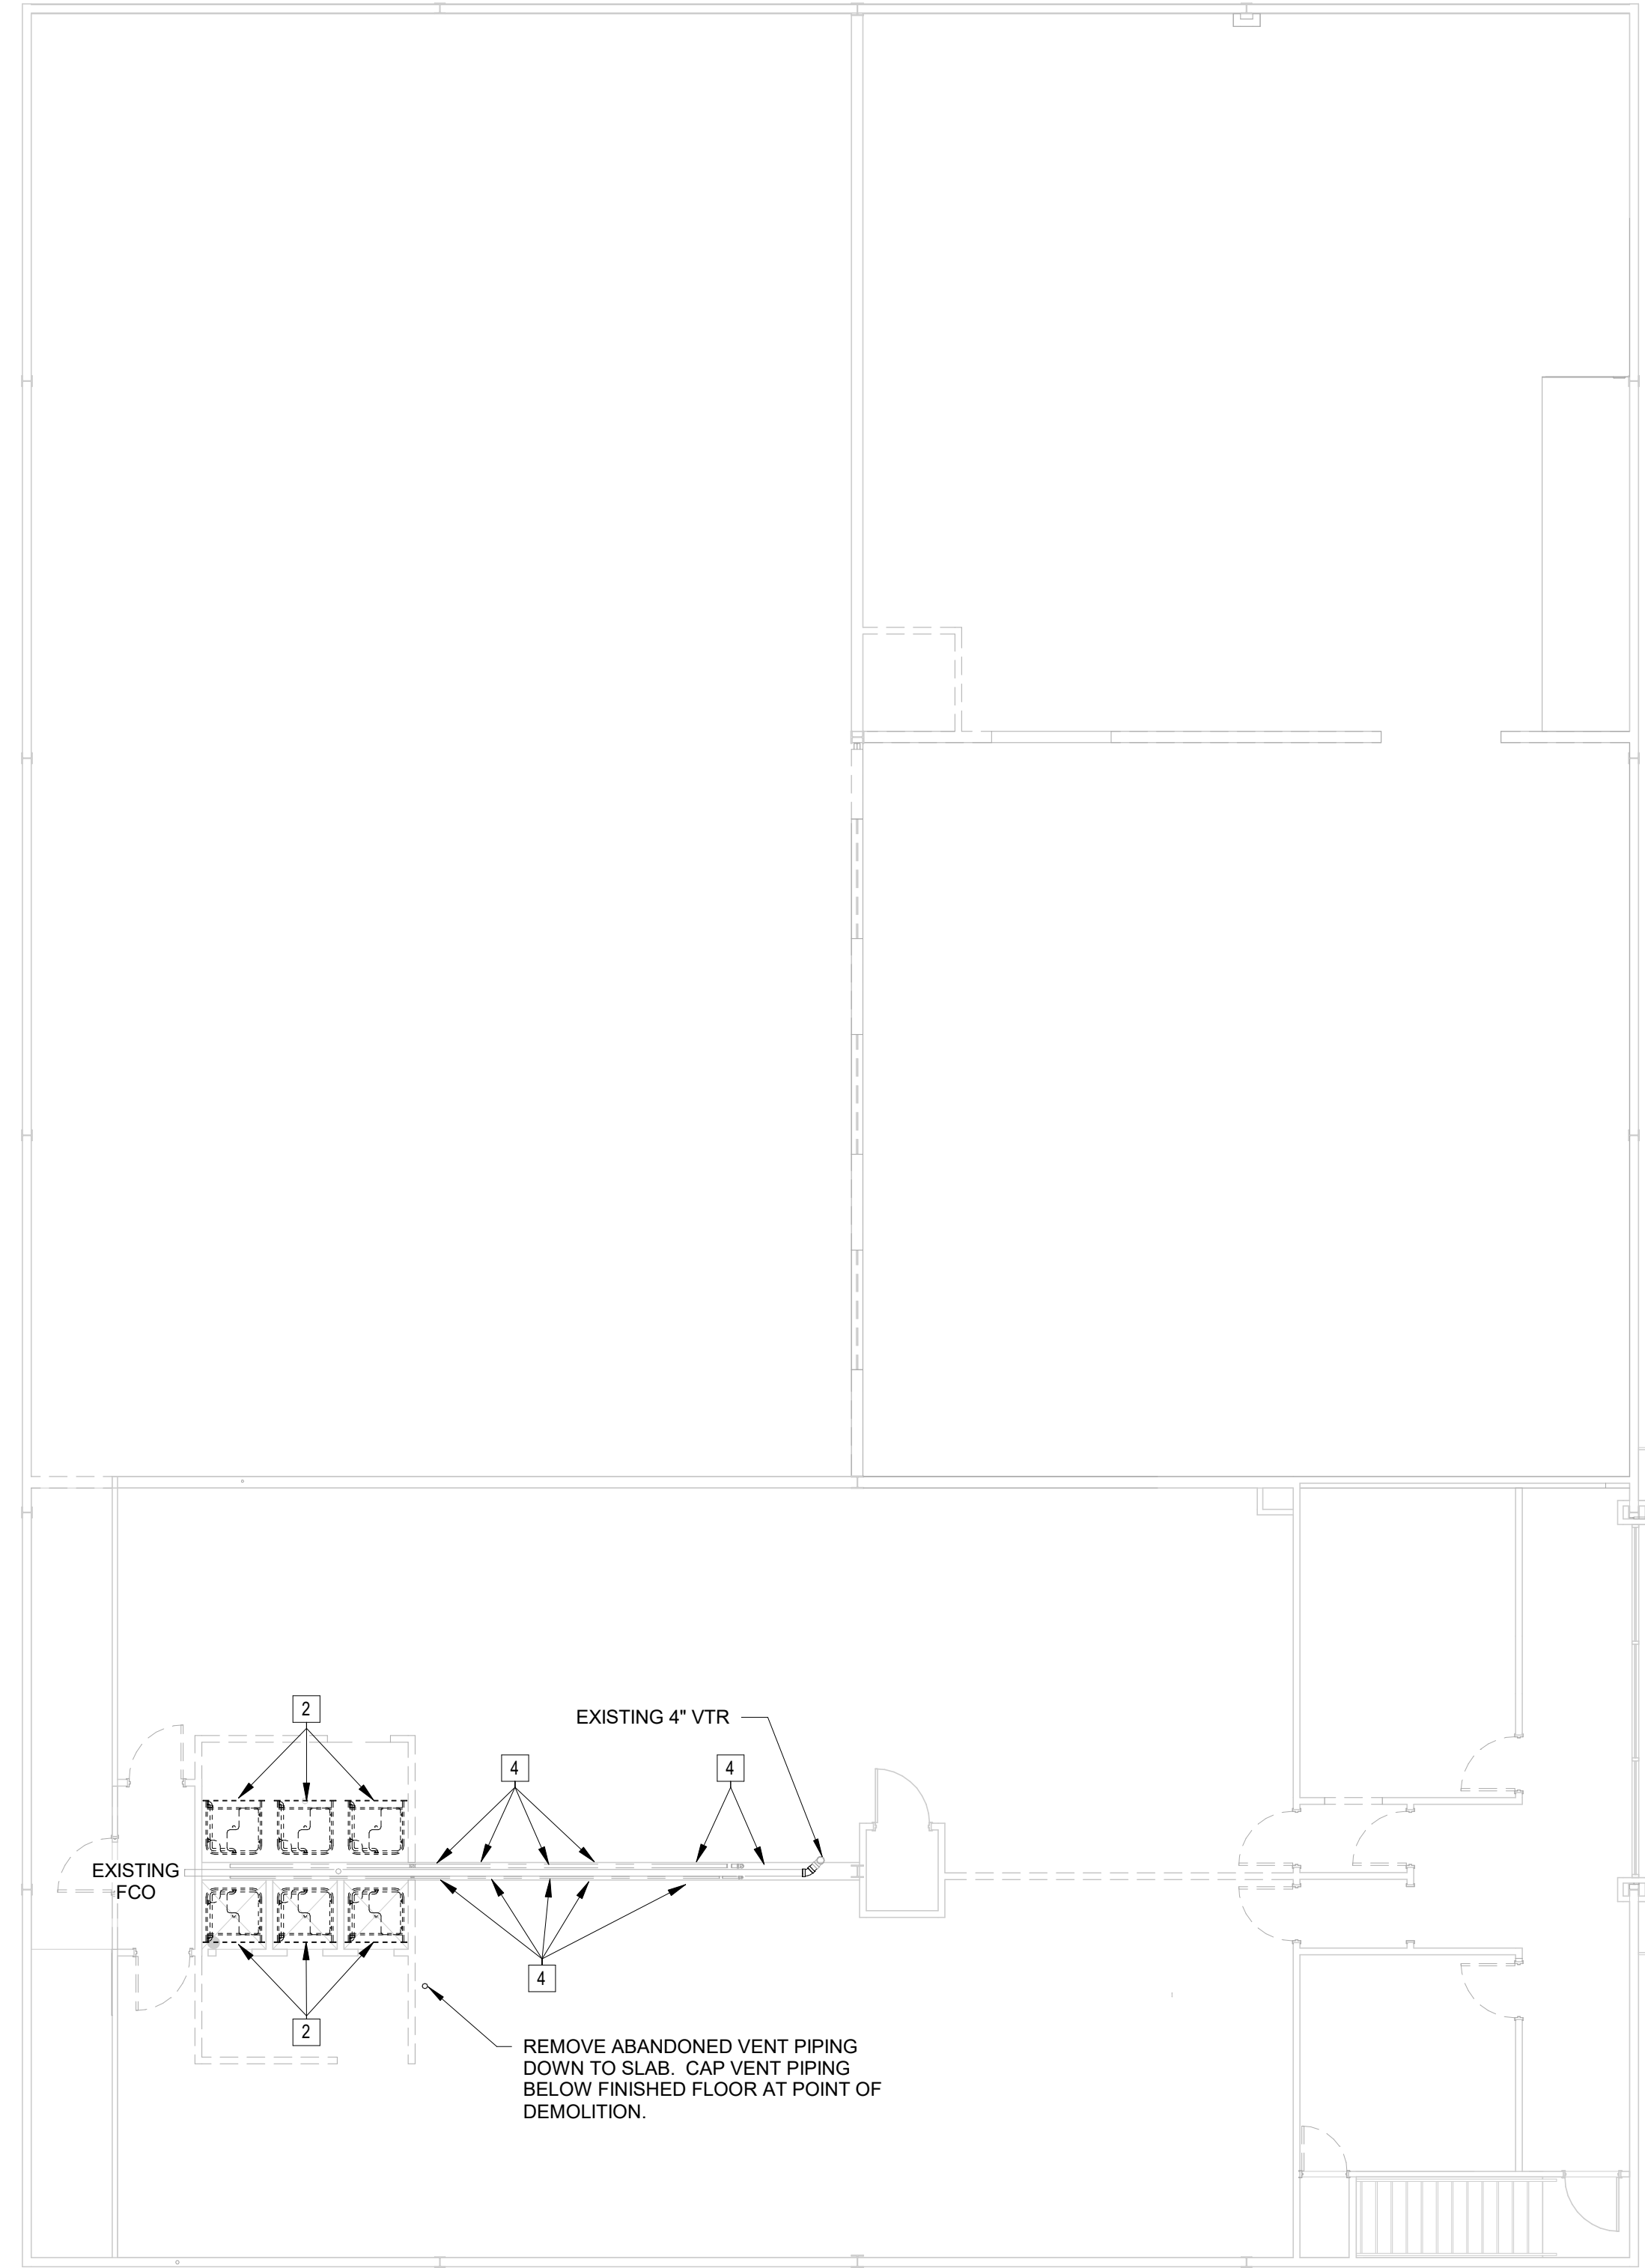 2
EXISTING 4" VTR
4
4
EXISTING
FCO
4
2
REMOVE ABANDONED VENT PIPING
DOWN TO SLAB.  CAP VENT PIPING
BELOW FINISHED FLOOR AT POINT OF
DEMOLITION.